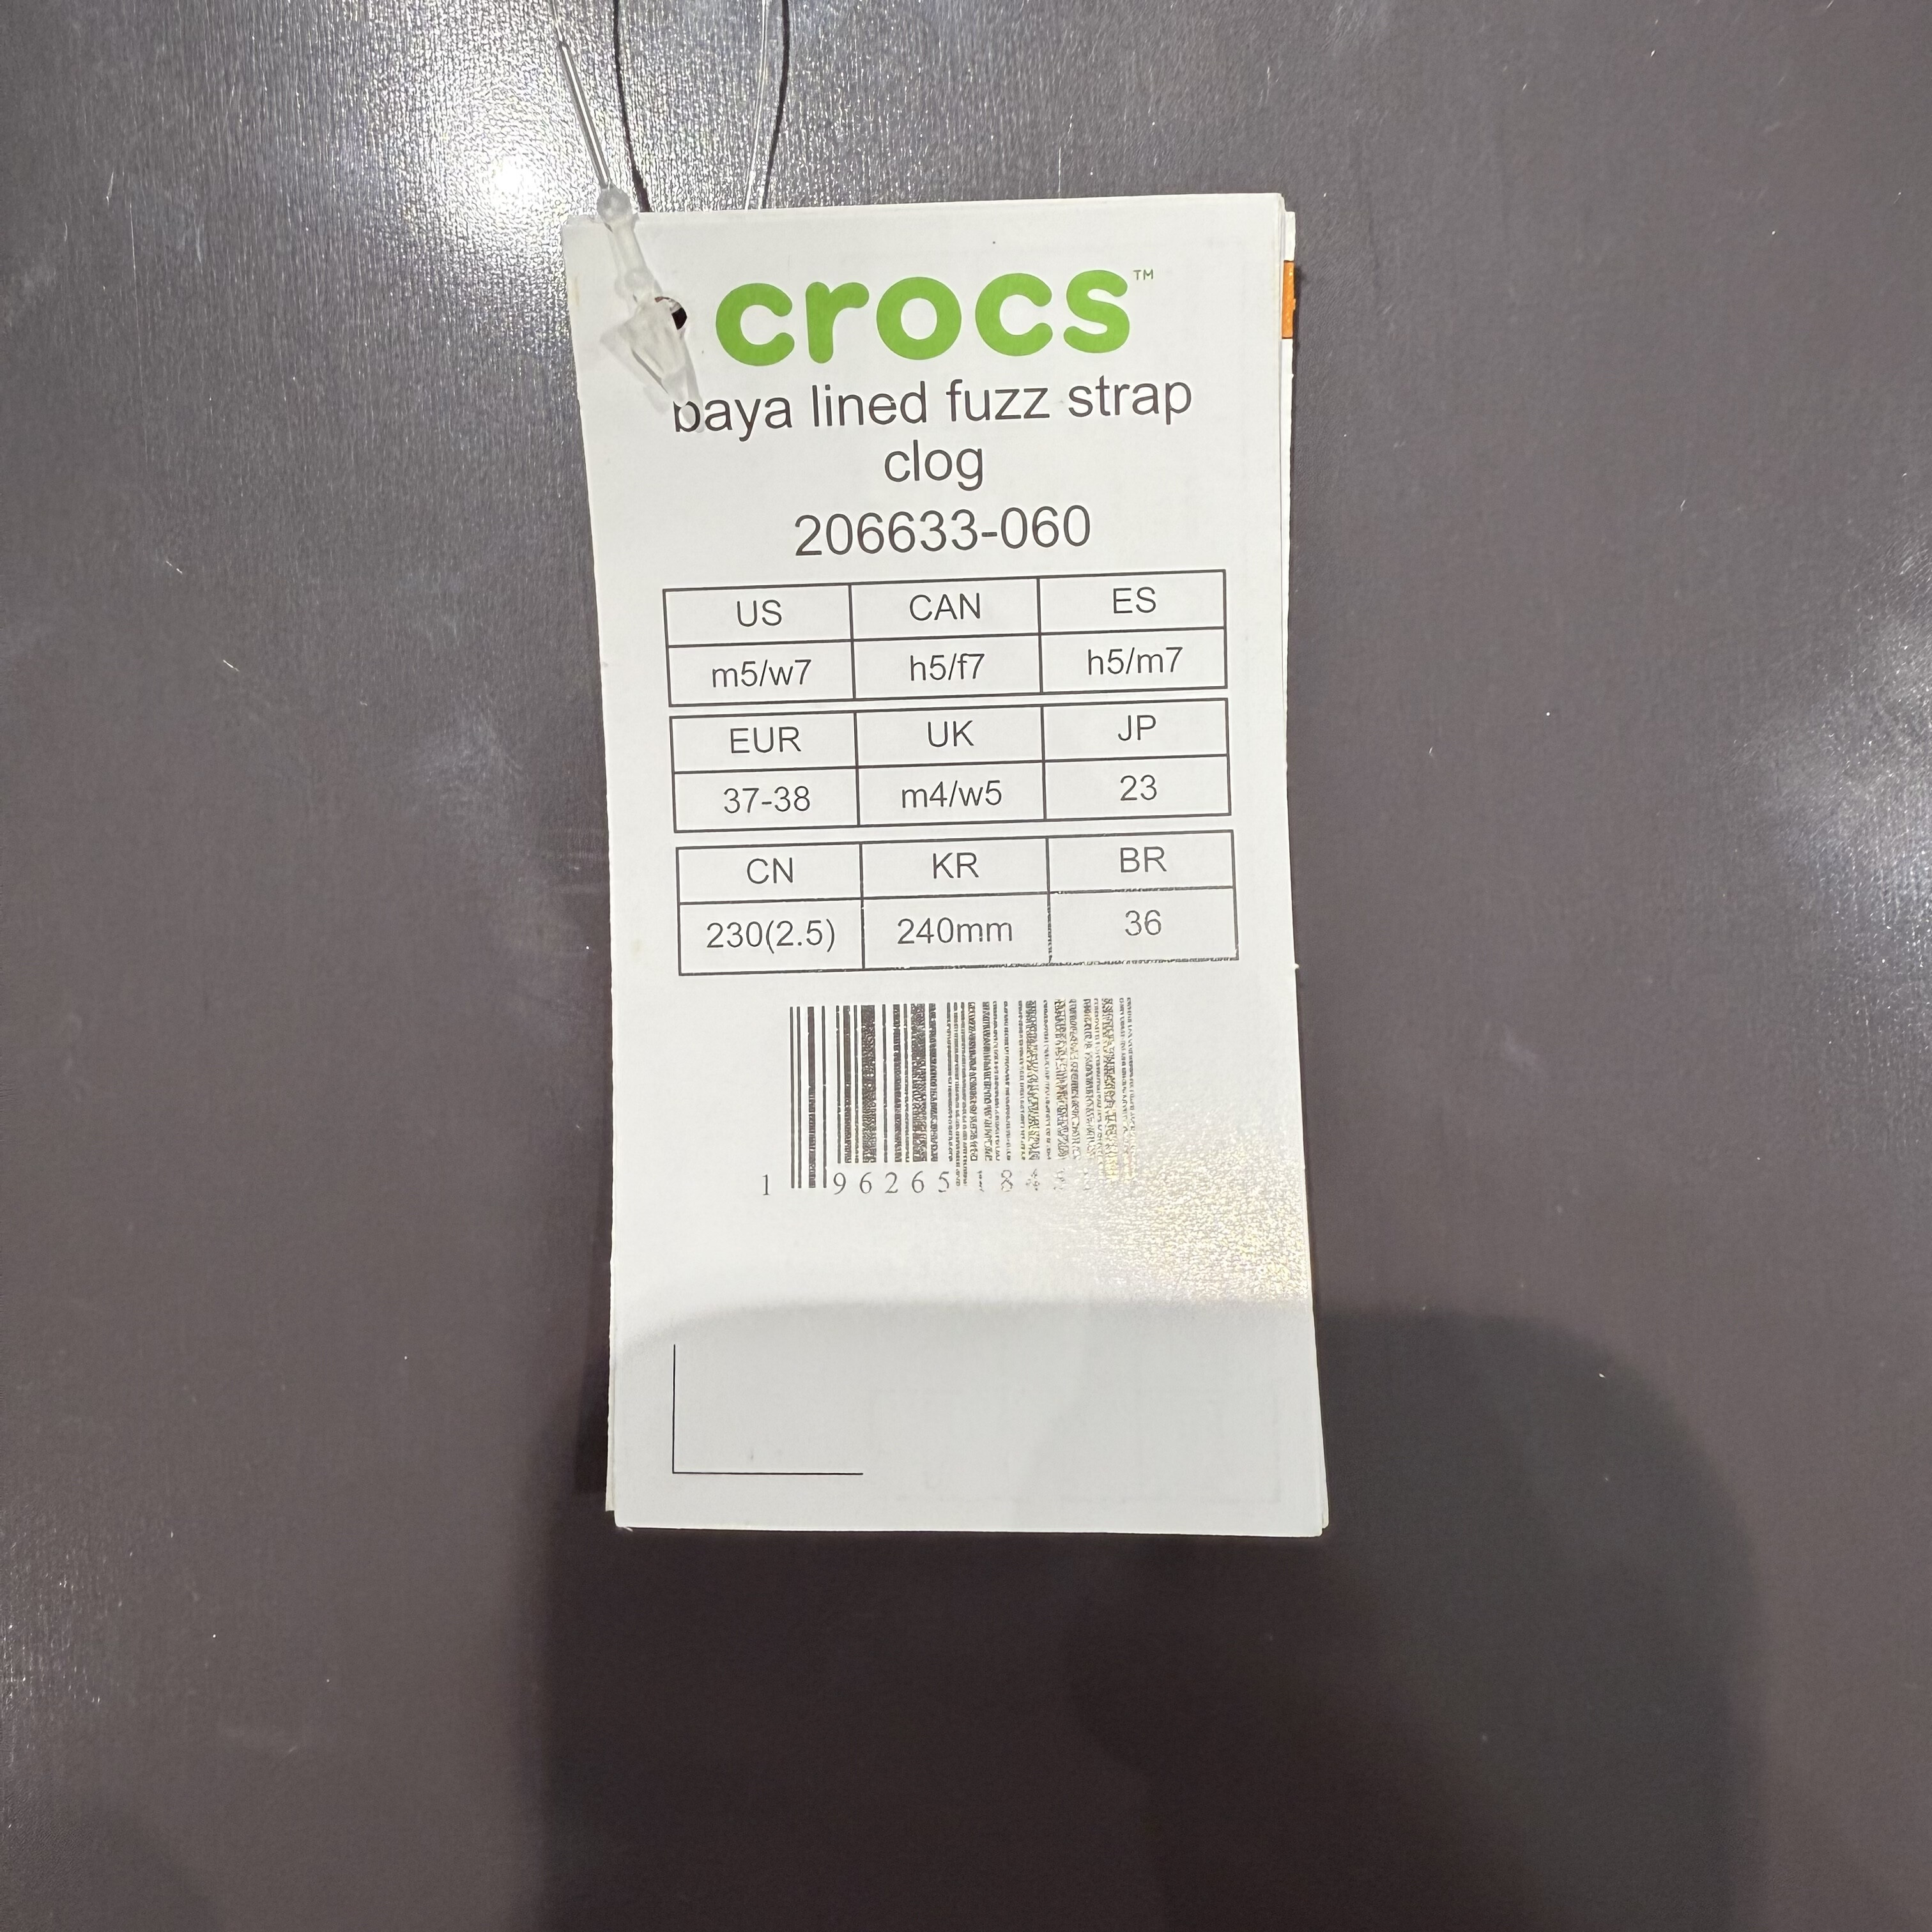 crocs™
baya lined fuzz strap
clog
206633-060
US CAN ES
m5/w7 h5/f7 h5/m7
EUR UK JP
37-38 m4/w5 23
CN KR BR
230(2.5) 240mm 36
1 96265